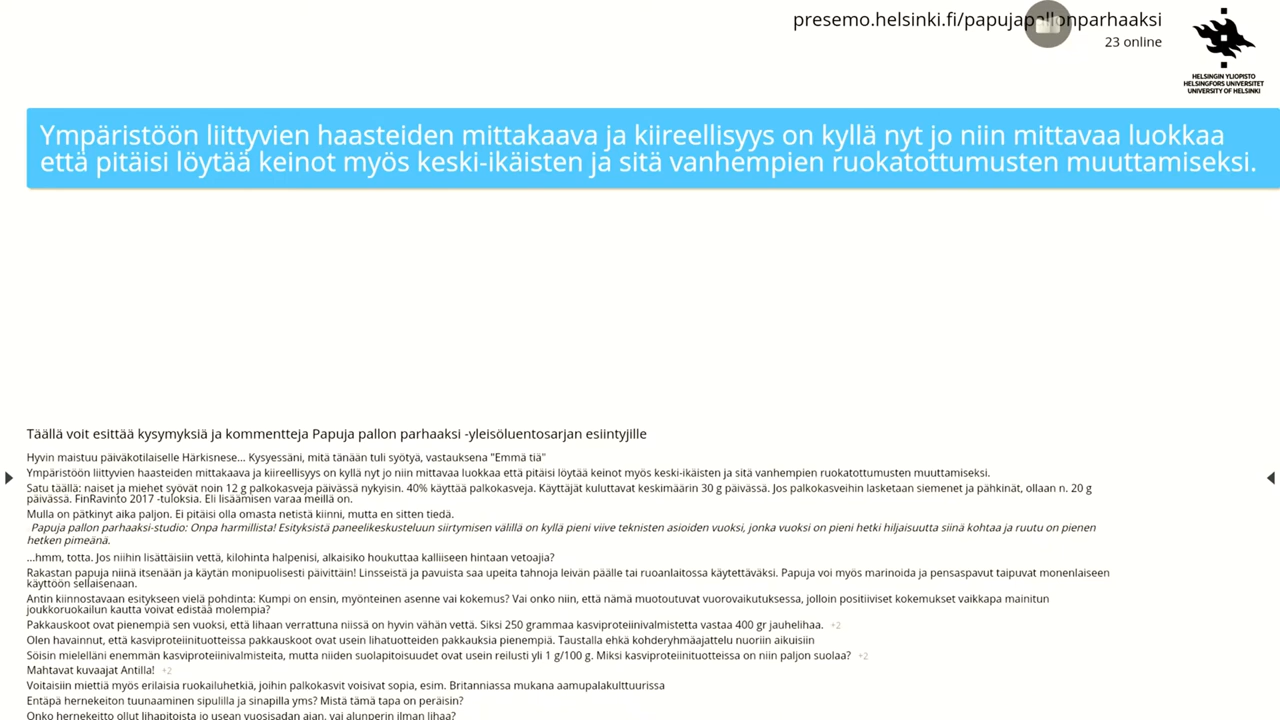 presemo.helsinki.fi/papujapallonparhaaksi
23 online
HELSINGIN YLIOPISTO
HELSINGFORS UNIVERSITET
UNIVERSITY OF HELSINKI
Ympäristöön liittyvien haasteiden mittakaava ja kiireellisyys on kyllä nyt jo niin mittavaa luokkaa
että pitäisi löytää keinot myös keski-ikäisten ja sitä vanhempien ruokatottumusten muuttamiseksi.
Täällä voit esittää kysymyksiä ja kommentteja Papuja pallon parhaaksi -yleisöluentosarjan esiintyjille
Hyvin maistuu päiväkotilaiselle Härkisnese... Kysyessäni, mitä tänään tuli syötyä, vastauksena "Emmä tiä"
Ympäristöön liittyvien haasteiden mittakaava ja kiireellisyys on kyllä nyt jo niin mittavaa luokkaa että pitäisi löytää keinot myös keski-ikäisten ja sitä vanhempien ruokatottumusten muuttamiseksi.
Satu täällä: naiset ja miehet syövät noin 12 g palkokasveja päivässä nykyisin. 40% käyttää palkokasveja. Käyttäjät kuluttavat keskimäärin 30 g päivässä. Jos palkokasveihin lasketaan siemenet ja pähkinät, ollaan n. 20 g
päivässä. FinRavinto 2017 -tuloksia. Eli lisäämisen varaa meillä on.
Mulla on pätkinyt aika paljon. Ei pitäisi olla omasta netistä kiinni, mutta en sitten tiedä.
Papuja pallon parhaaksi-studio: Onpa harmillista! Esityksistä paneelikeskusteluun siirtymisen välillä on kyllä pieni viive teknisten asioiden vuoksi, jonka vuoksi on pieni hetki hiljaisuutta siinä kohtaa ja ruutu on pienen
hetken pimeänä.
...hmm, totta. Jos niihin lisättäisiin vettä, kilohinta halpenisi, alkaisiko houkuttaa kalliiseen hintaan vetoajia?
Rakastan papuja niinä itsenään ja käytän monipuolisesti päivittäin! Linsseistä ja pavuista saa upeita tahnoja leivän päälle tai ruoanlaitossa käytettäväksi. Papuja voi myös marinoida ja pensaspavut taipuvat monenlaiseen
käyttöön sellaisenaan.
Antin kiinnostavaan esitykseen vielä pohdinta: Kumpi on ensin, myönteinen asenne vai kokemus? Vai onko niin, että nämä muotoutuvat vuorovaikutuksessa, jolloin positiiviset kokemukset vaikkapa mainitun
joukkoruokailun kautta voivat edistää molempia?
Pakkauskoot ovat pienempiä sen vuoksi, että lihaan verrattuna niissä on hyvin vähän vettä. Siksi 250 grammaa kasviproteiinivalmistetta vastaa 400 gr jauhelihaa. +2
Olen havainnut, että kasviproteiinituotteissa pakkauskoot ovat usein lihatuotteiden pakkauksia pienempiä. Taustalla ehkä kohderyhmäajattelu nuoriin aikuisiin
Söisin mielelläni enemmän kasviproteiinivalmisteita, mutta niiden suolapitoisuudet ovat usein reilusti yli 1 g/100 g. Miksi kasviproteiinituotteissa on niin paljon suolaa? +2
Mahtavat kuvaajat Antilla! +2
Voitaisiin miettiä myös erilaisia ruokailuhetkiä, joihin palkokasvit voisivat sopia, esim. Britanniassa mukana aamupalakulttuurissa
Entäpä hernekeiton tuunaaminen sipulilla ja sinapilla yms? Mistä tämä tapa on peräisin?
Onko hernekeitto ollut lihapitoista jo usean vuosisadan ajan, vai alunperin ilman lihaa?